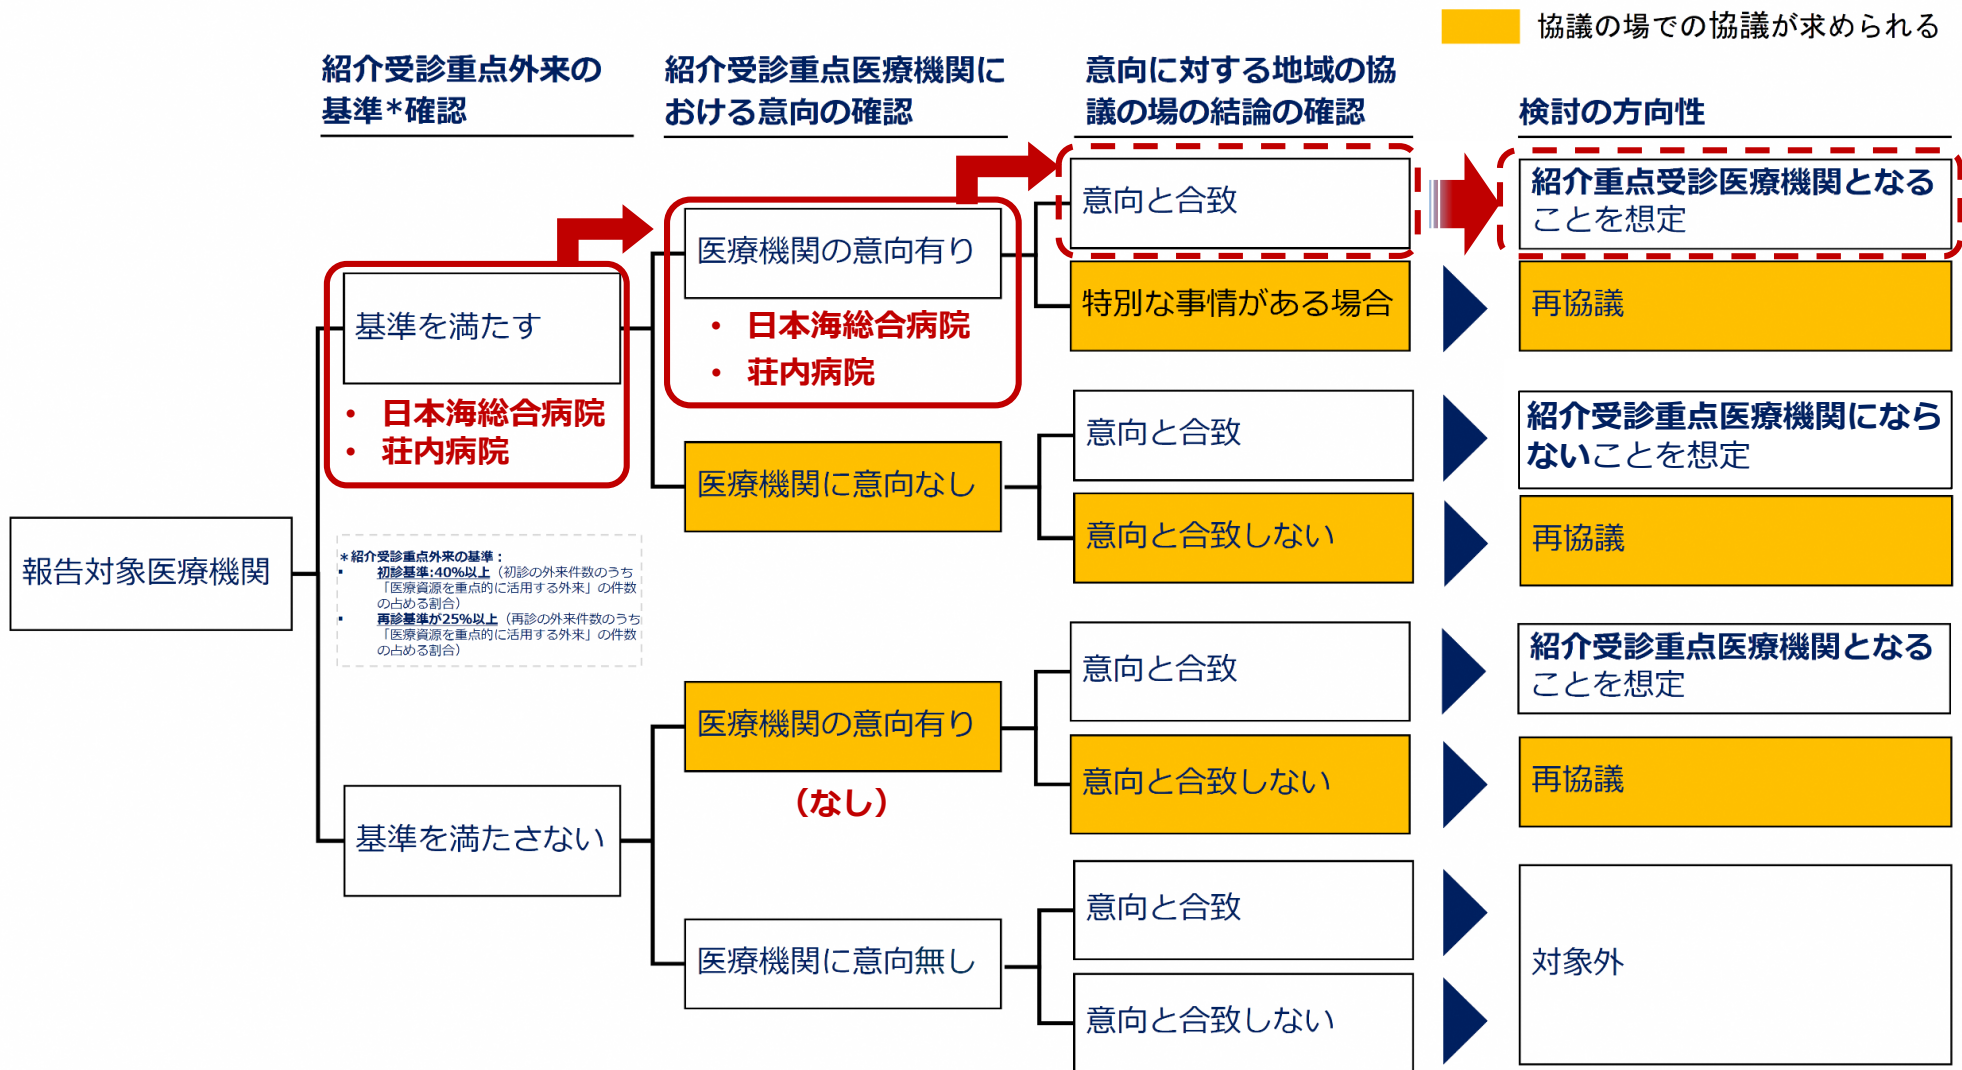 協議の場での協議が求められる
紹介受診重点外来の
基準*確認
紹介受診重点医療機関に
おける意向の確認
意向に対する地域の協
議の場の結論の確認
検討の方向性
報告対象医療機関
基準を満たす
• 日本海総合病院
• 荘内病院
＊紹介受診重点外来の基準：
▪ 初診基準:40%以上（初診の外来件数のうち
「医療資源を重点的に活用する外来」の件数
の占める割合）
▪ 再診基準が25%以上（再診の外来件数のうち
「医療資源を重点的に活用する外来」の件数
の占める割合）
基準を満たさない
医療機関の意向有り
• 日本海総合病院
• 荘内病院
医療機関に意向なし
医療機関の意向有り
（なし）
医療機関に意向無し
意向と合致
特別な事情がある場合
意向と合致
意向と合致しない
意向と合致
意向と合致しない
意向と合致
意向と合致しない
紹介重点受診医療機関となる
ことを想定
再協議
紹介受診重点医療機関になら
ないことを想定
再協議
紹介受診重点医療機関となる
ことを想定
再協議
対象外